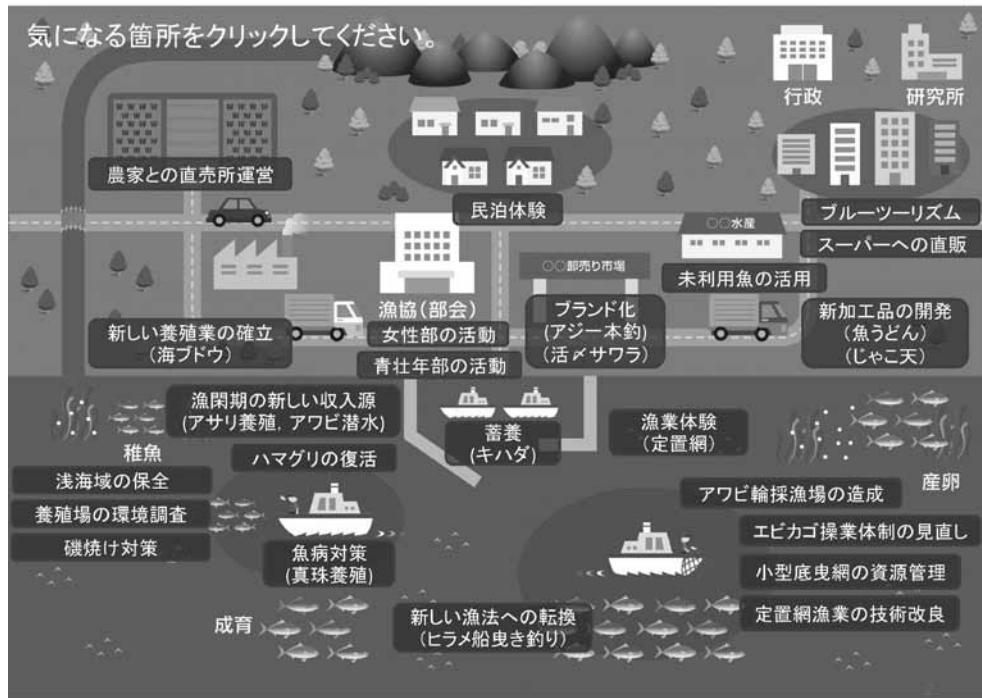 気になる箇所をクリックしてください。
行政
研究所
農家との直売所運営
民泊体験
ブルーツーリズム
スーパーへの直販
○○水産
○○卸売り市場
未利用魚の活用
漁協(部会)
女性部の活動
青壮年部の活動
ブランド化
(アジ一本釣)
(活〆サワラ)
新しい養殖業の確立
(海ブドウ)
新加工品の開発
(魚うどん)
(じゃこ天)
漁閑期の新しい収入源
(アサリ養殖, アワビ潜水)
蓄養
(キハダ)
漁業体験
(定置網)
稚魚
ハマグリの復活
産卵
浅海域の保全
養殖場の環境調査
磯焼け対策
魚病対策
(真珠養殖)
アワビ輪採漁場の造成
エビカゴ操業体制の見直し
小型底曳網の資源管理
定置網漁業の技術改良
成育
新しい漁法への転換
(ヒラメ船曳き釣り)